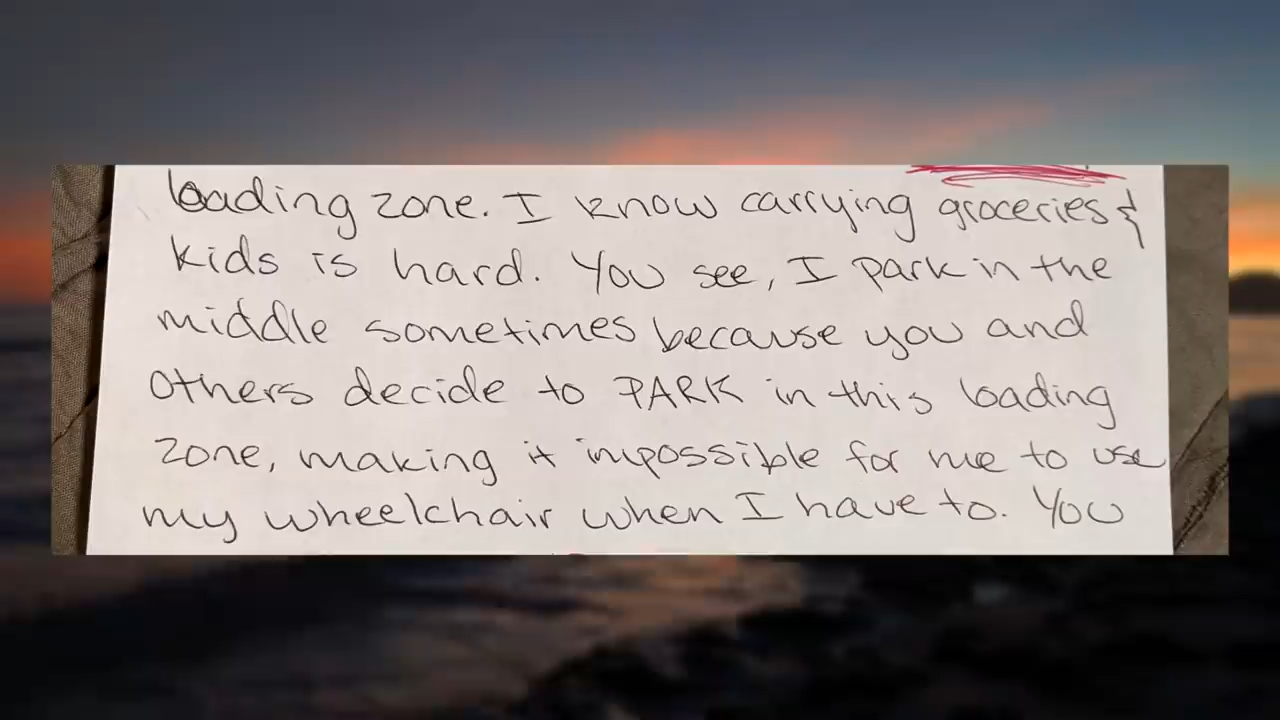 loading zone. I know carrying groceries &
kids is hard. You see, I park in the
middle sometimes because you and
others decide to PARK in this loading
zone, making it impossible for me to use
my wheelchair when I have to. You